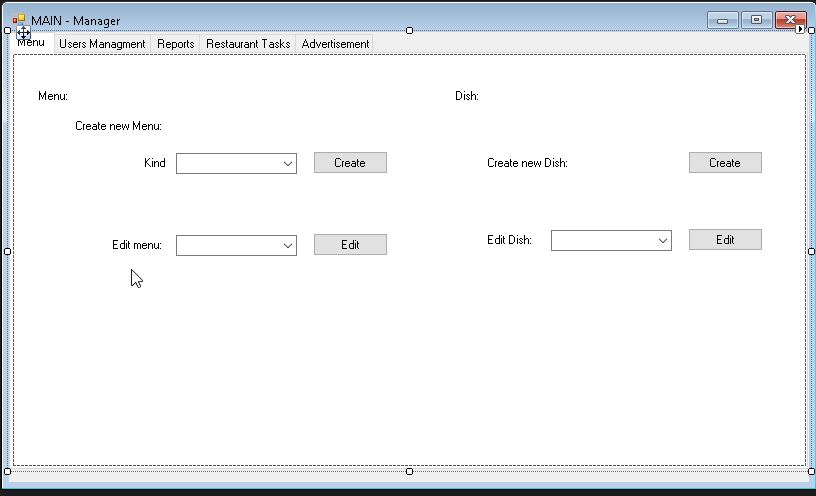 MAIN - Manager
Menu Users Managment Reports Restaurant Tasks Advertisement
Menu: Dish:
Create new Menu:
Kind Create Create new Dish: Create
Edit menu: Edit Edit Dish: Edit